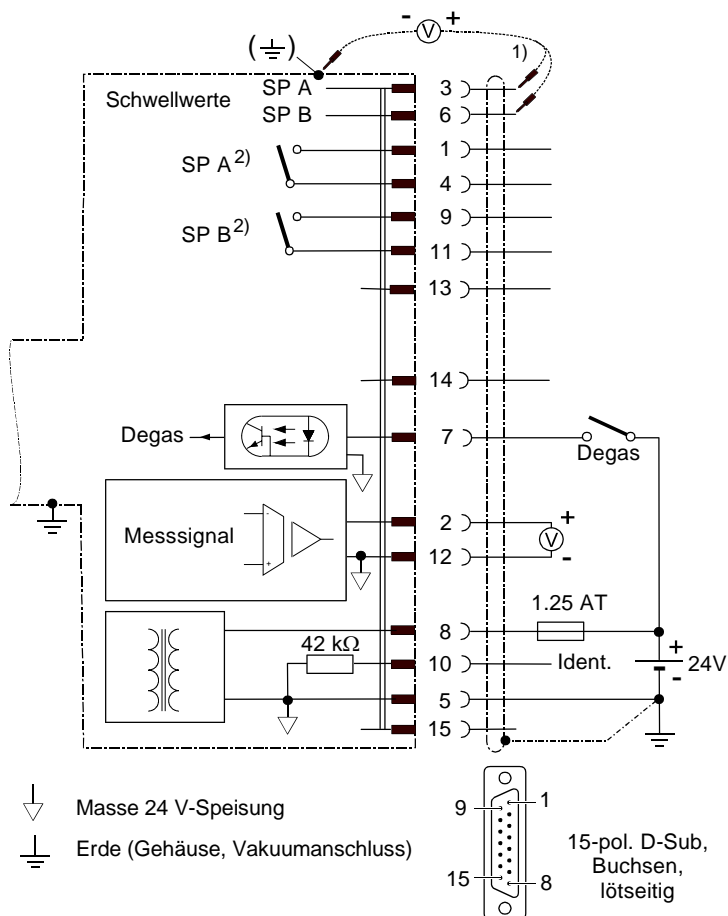 - V +
( )
1)
Schwellwerte
SP A 3
SP B 6
SP A2) 1
4
SP B2) 9
11
13
14
Degas 7 Degas
Messsignal
2 +
V
12 -
8 1.25 AT
42 kΩ 10 Ident. + 24V
-
5
15
Masse 24 V-Speisung
Erde (Gehäuse, Vakuumanschluss)
9 1
15 8
15-pol. D-Sub,
Buchsen,
lötseitig
- +